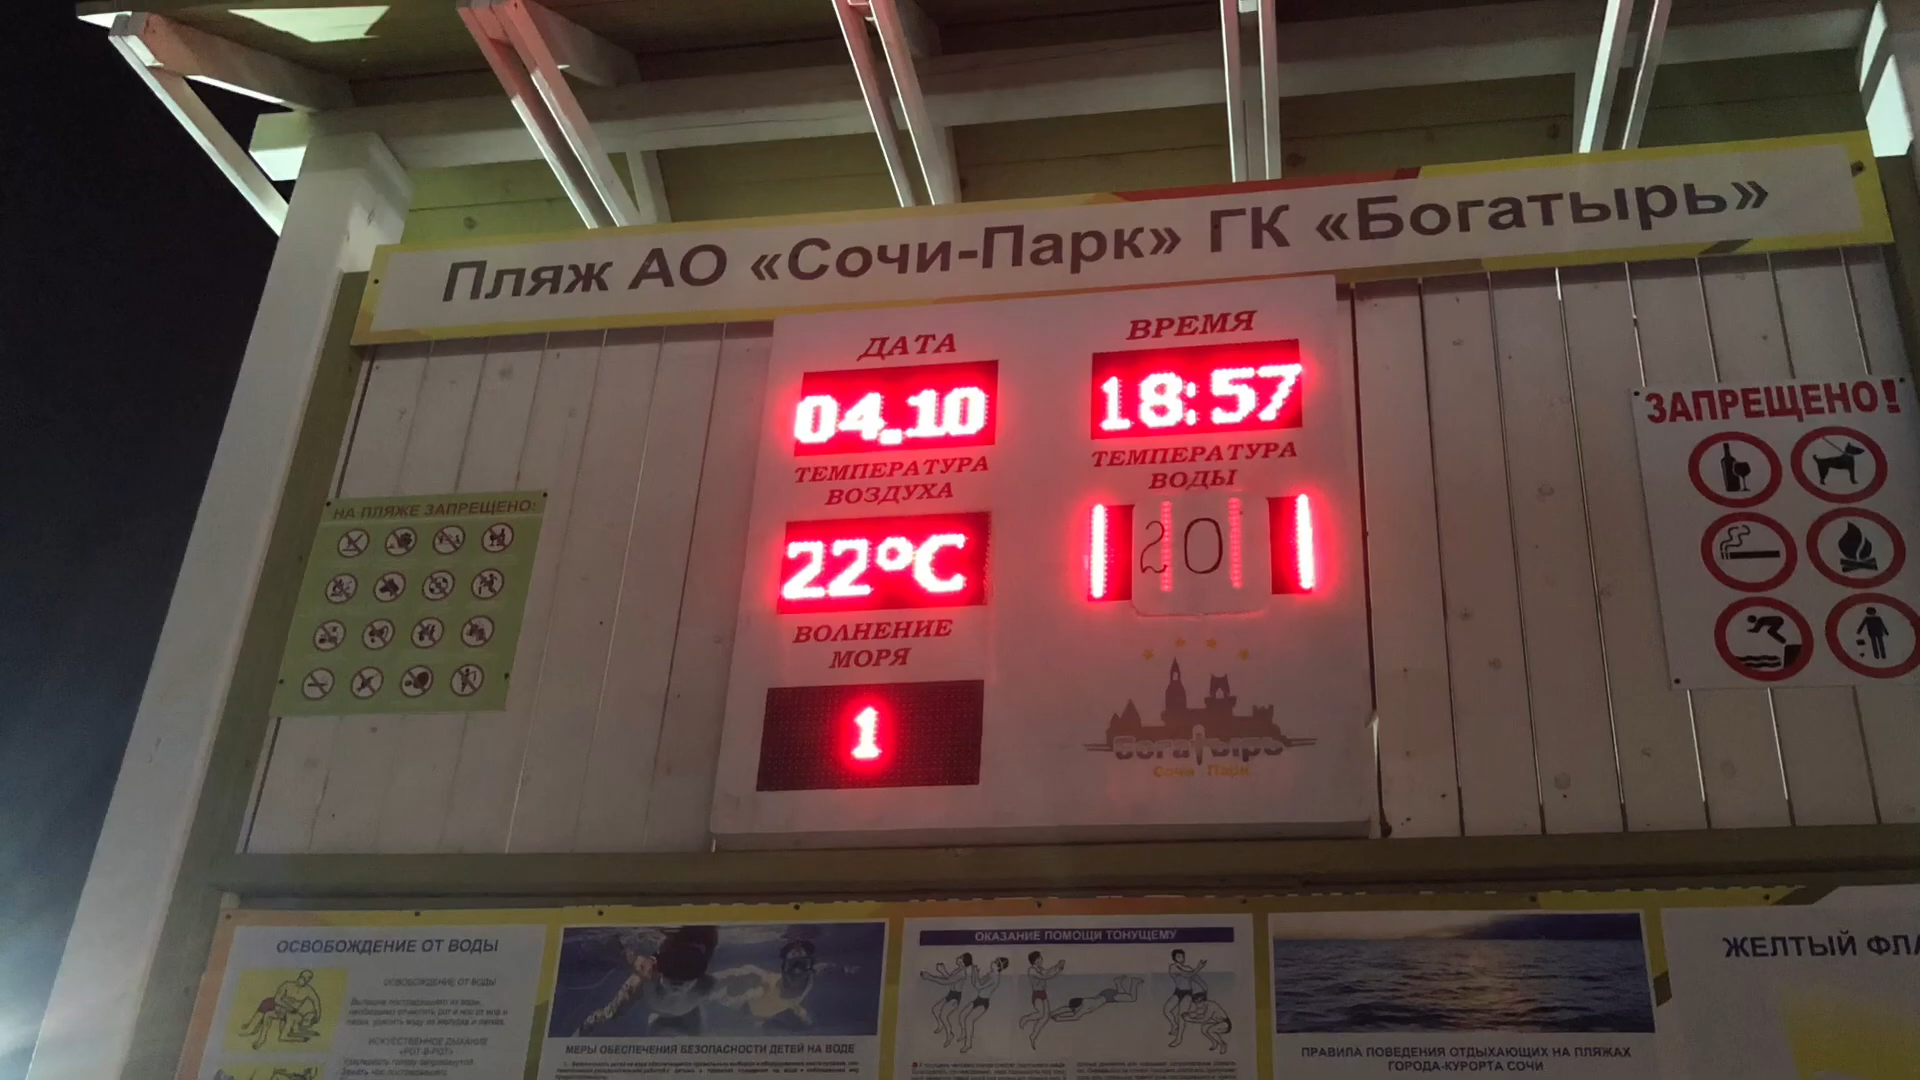 Пляж АО «Сочи-Парк» ГК «Богатырь»
ДАТА
04.10
ВРЕМЯ
18:57
ТЕМПЕРАТУРА
ВОЗДУХА
22°C
ТЕМПЕРАТУРА
ВОДЫ
20
ВОЛНЕНИЕ
МОРЯ
1
Богатырь
Сочи Парк
НА ПЛЯЖЕ ЗАПРЕЩЕНО:
ЗАПРЕЩЕНО!
ОСВОБОЖДЕНИЕ ОТ ВОДЫ
ОСВОБОЖДЕНИЕ ОТ ВОДЫ
ИСКУССТВЕННОЕ ДЫХАНИЕ
«РОТ-В-РОТ»
МЕРЫ ОБЕСПЕЧЕНИЯ БЕЗОПАСНОСТИ ДЕТЕЙ НА ВОДЕ
ОКАЗАНИЕ ПОМОЩИ ТОНУЩЕМУ
ПРАВИЛА ПОВЕДЕНИЯ ОТДЫХАЮЩИХ НА ПЛЯЖАХ
ГОРОДА-КУРОРТА СОЧИ
ЖЕЛТЫЙ ФЛА